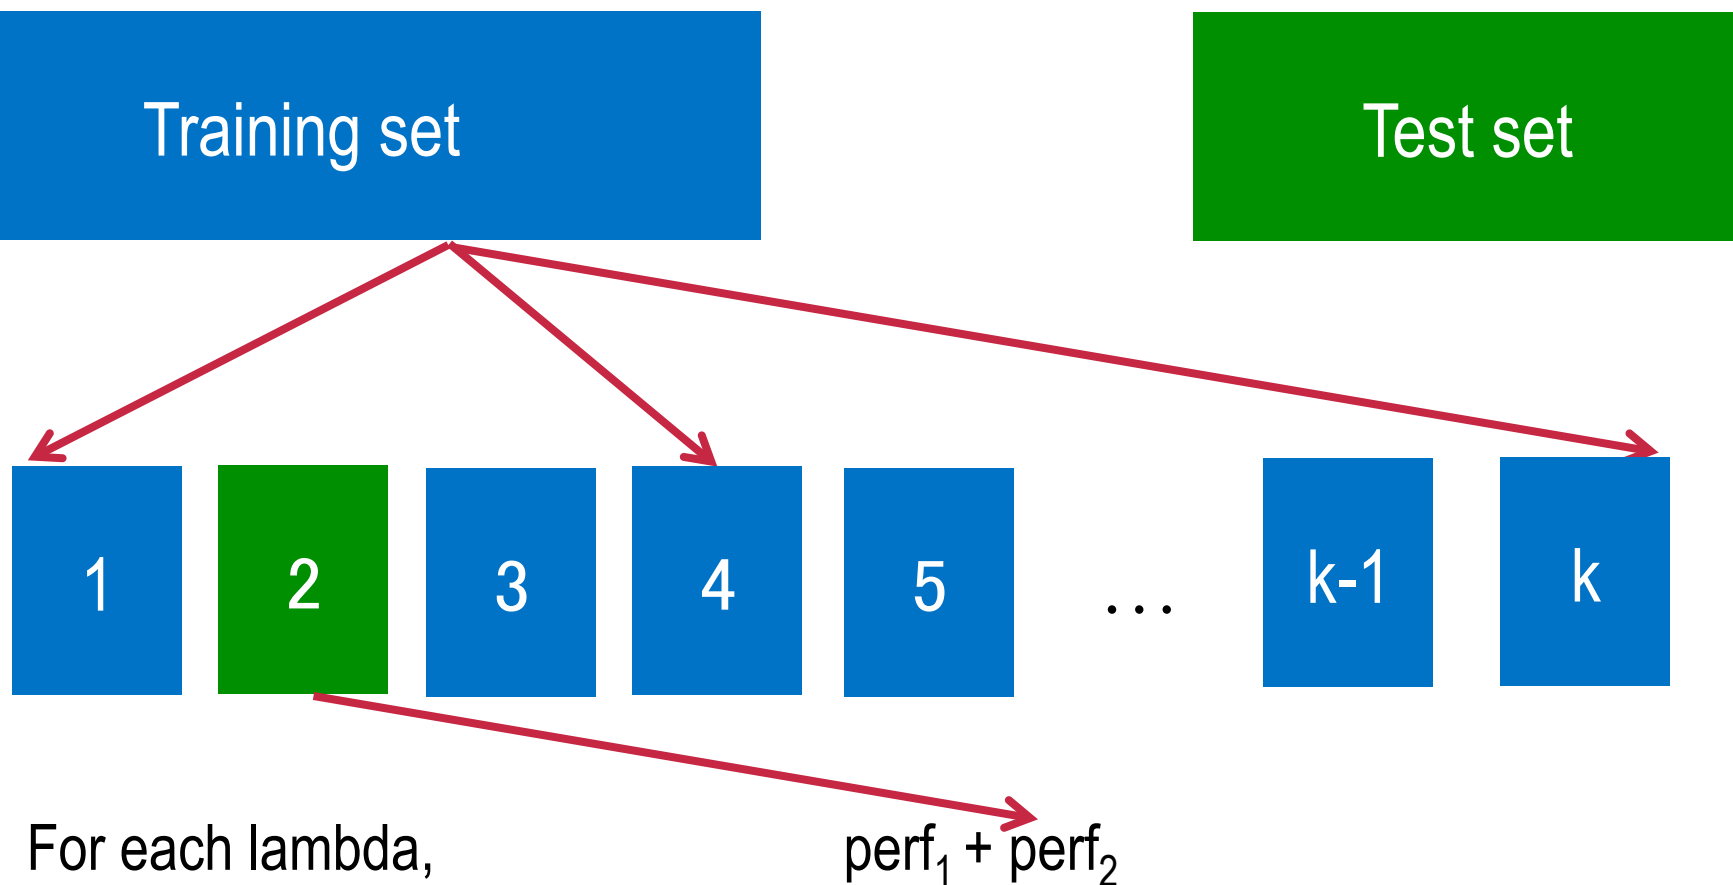 Training set
Test set
1 2 3 4 5 ... k-1 k
For each lambda, perf₁ + perf₂